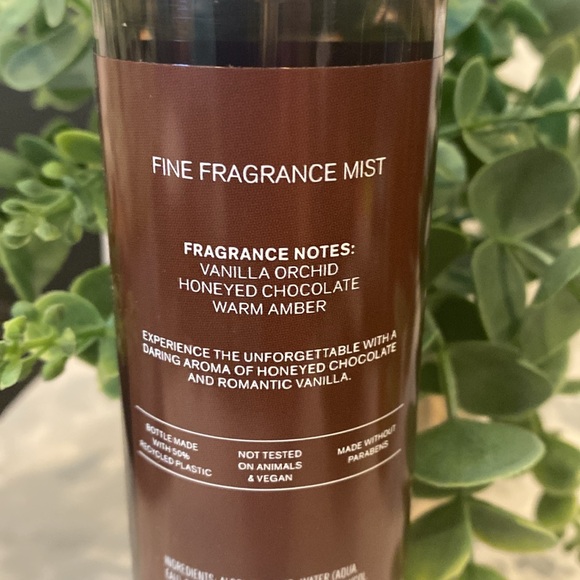 FINE FRAGRANCE MIST
FRAGRANCE NOTES:
VANILLA ORCHID
HONEYED CHOCOLATE
WARM AMBER
EXPERIENCE THE UNFORGETTABLE WITH A
DARING AROMA OF HONEYED CHOCOLATE
AND ROMANTIC VANILLA.
BOTTLE MADE
WITH 50%
RECYCLED PLASTIC
NOT TESTED
ON ANIMALS
& VEGAN
MADE WITHOUT
PARABENS
INGREDIENTS: WATER (AQUA